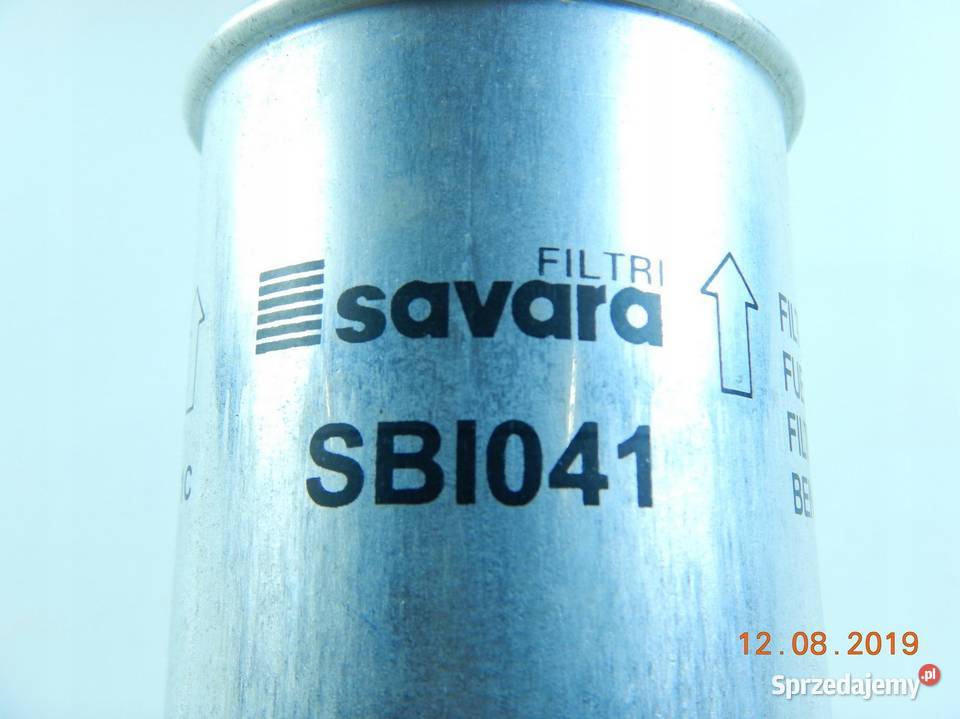 FILTRI
savara
SBI041
12.08.2019
Sprzedajemy.pl